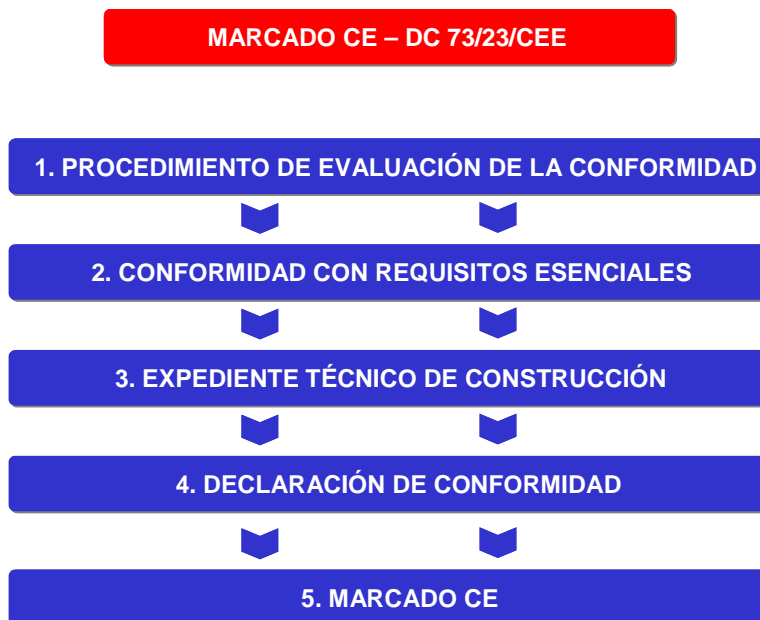 MARCADO CE – DC 73/23/CEE
1. PROCEDIMIENTO DE EVALUACIÓN DE LA CONFORMIDAD
2. CONFORMIDAD CON REQUISITOS ESENCIALES
3. EXPEDIENTE TÉCNICO DE CONSTRUCCIÓN
4. DECLARACIÓN DE CONFORMIDAD
5. MARCADO CE